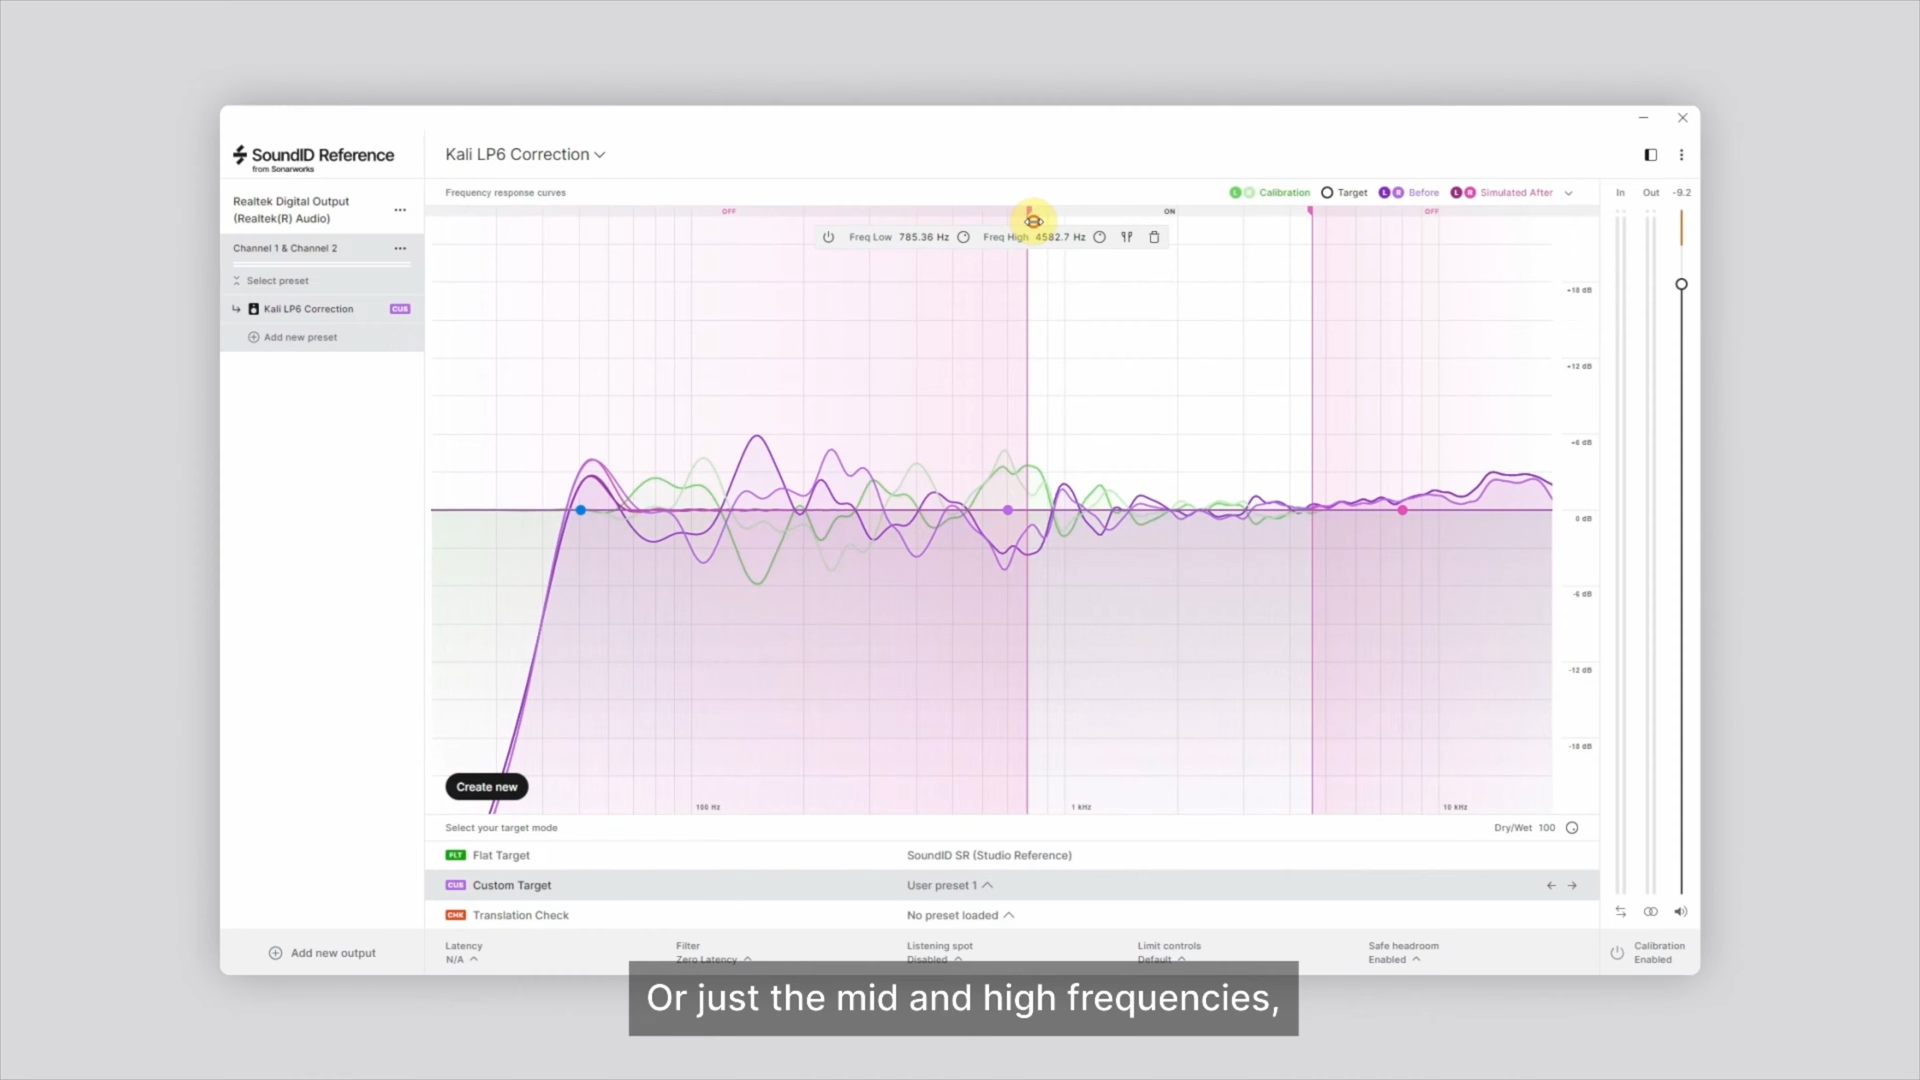 SoundID Reference
from Sonarworks
Kali LP6 Correction
Realtek Digital Output
(Realtek(R) Audio)
Channel 1 & Channel 2
Select preset
Kali LP6 Correction
CUS
Add new preset
Add new output
Frequency response curves
L R Calibration
Target
L R Before
L R Simulated After
In
Out
-9.2
OFF
ON
OFF
Freq Low 785.36 Hz
Freq High 4582.7 Hz
+18 dB
+12 dB
+6 dB
0 dB
-6 dB
-12 dB
-18 dB
Create new
100 Hz
1 kHz
10 kHz
Select your target mode
Dry/Wet 100
FLT Flat Target
SoundID SR (Studio Reference)
CUS Custom Target
User preset 1
CHK Translation Check
No preset loaded
Latency
N/A
Filter
Zero Latency
Listening spot
Disabled
Limit controls
Default
Safe headroom
Enabled
Calibration
Enabled
Or just the mid and high frequencies,